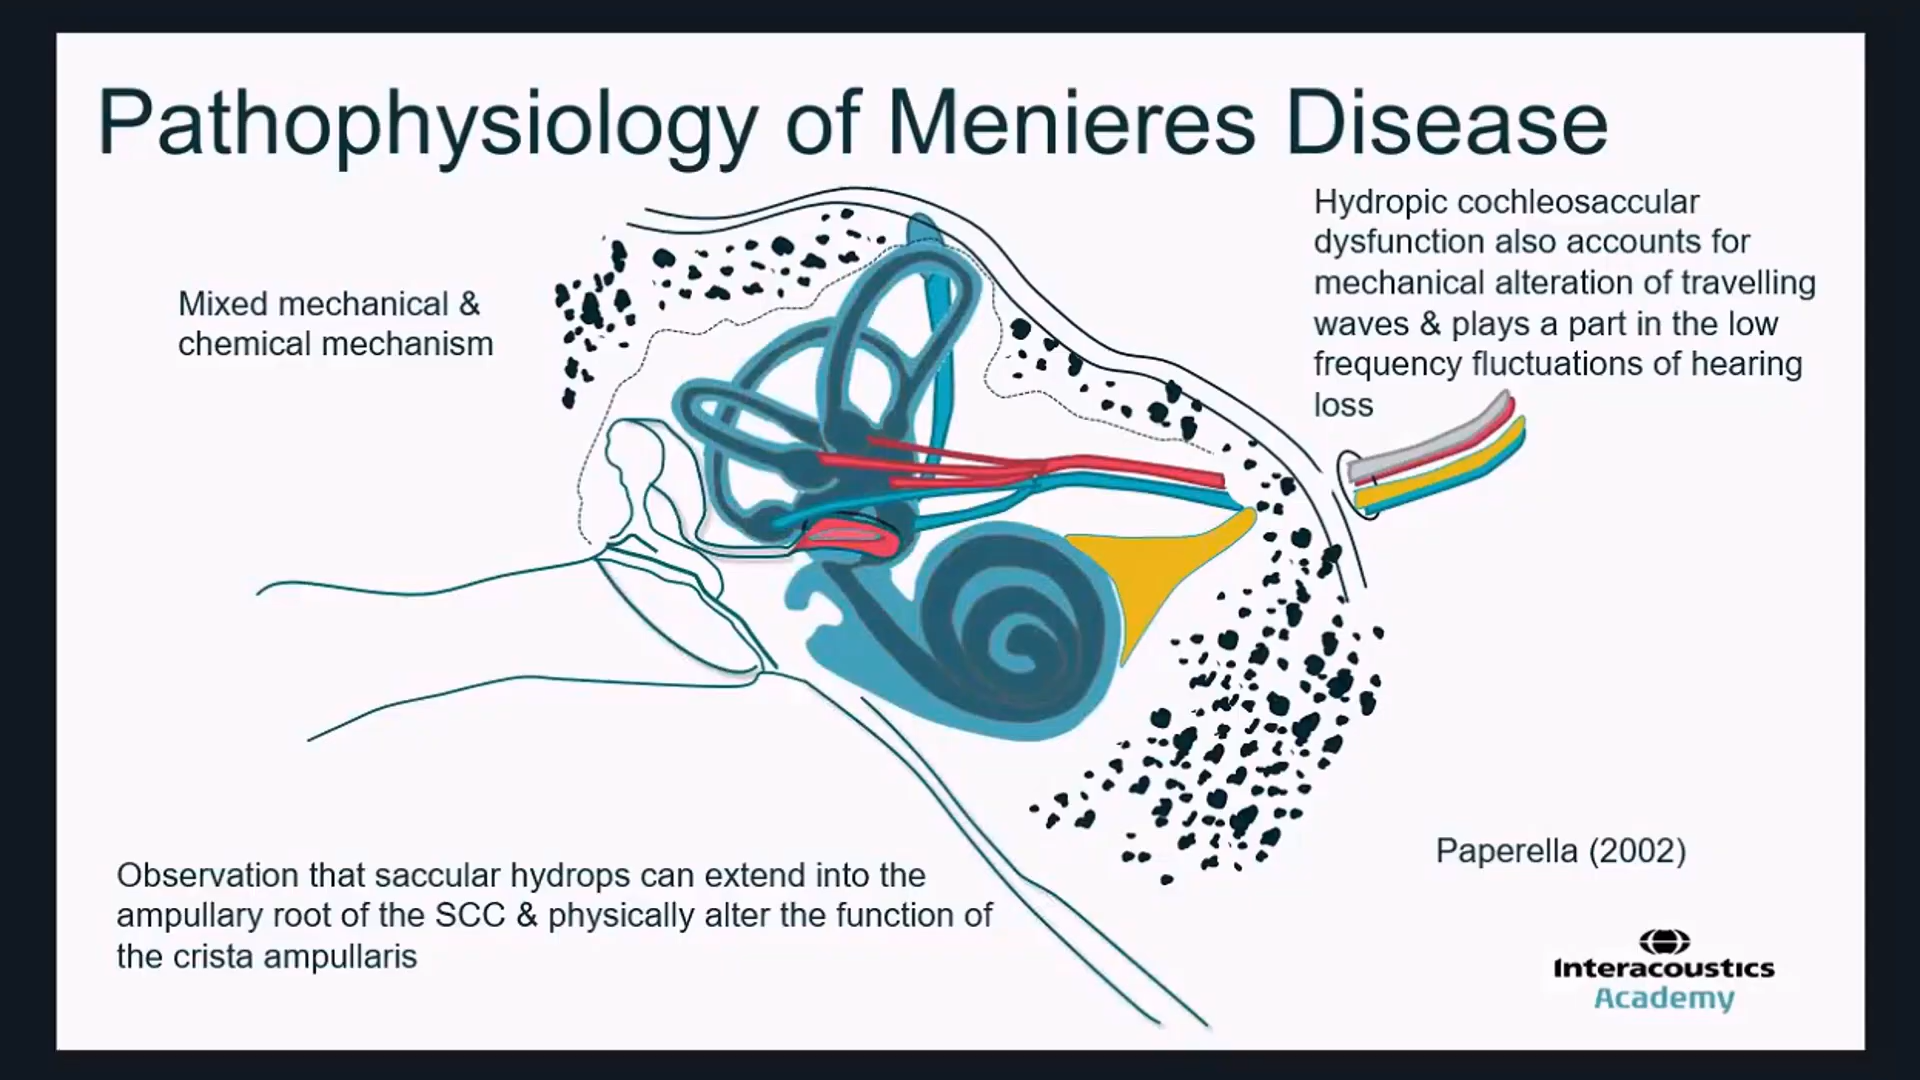 Pathophysiology of Menieres Disease
Mixed mechanical &
chemical mechanism
Hydropic cochleosaccular
dysfunction also accounts for
mechanical alteration of travelling
waves & plays a part in the low
frequency fluctuations of hearing
loss
Observation that saccular hydrops can extend into the
ampullary root of the SCC & physically alter the function of
the crista ampullaris
Paperella (2002)
Interacoustics
Academy